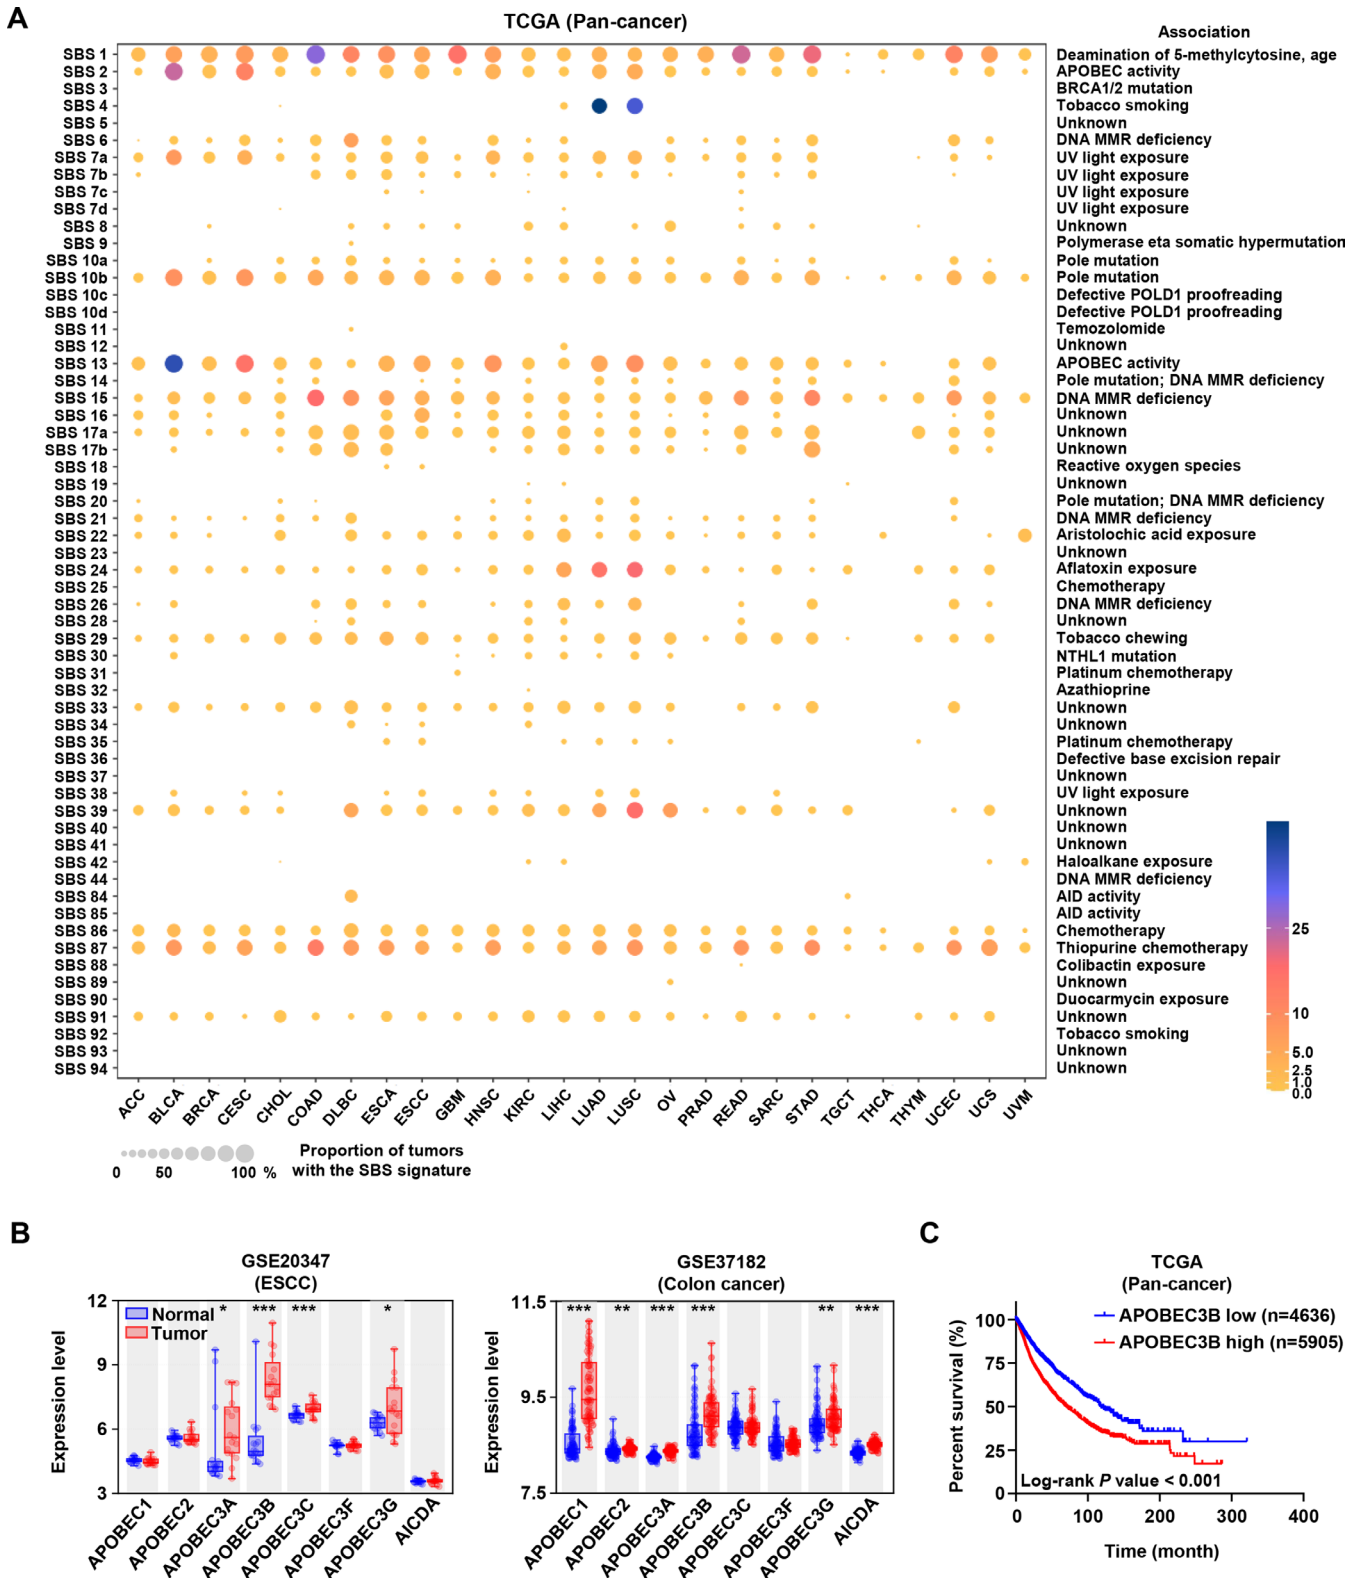 A
TCGA (Pan-cancer)
Association
SBS 1 Deamination of 5-methylcytosine, age
SBS 2 APOBEC activity
SBS 3 BRCA1/2 mutation
SBS 4 Tobacco smoking
SBS 5 Unknown
SBS 6 DNA MMR deficiency
SBS 7a UV light exposure
SBS 7b UV light exposure
SBS 7c UV light exposure
SBS 7d UV light exposure
SBS 8 Unknown
SBS 9 Polymerase eta somatic hypermutation
SBS 10a Pole mutation
SBS 10b Pole mutation
SBS 10c Defective POLD1 proofreading
SBS 10d Defective POLD1 proofreading
SBS 11 Temozolomide
SBS 12 Unknown
SBS 13 APOBEC activity
SBS 14 Pole mutation; DNA MMR deficiency
SBS 15 DNA MMR deficiency
SBS 16 Unknown
SBS 17a Unknown
SBS 17b Unknown
SBS 18 Reactive oxygen species
SBS 19 Unknown
SBS 20 Pole mutation; DNA MMR deficiency
SBS 21 DNA MMR deficiency
SBS 22 Aristolochic acid exposure
SBS 23 Unknown
SBS 24 Aflatoxin exposure
SBS 25 Chemotherapy
SBS 26 DNA MMR deficiency
SBS 28 Unknown
SBS 29 Tobacco chewing
SBS 30 NTHL1 mutation
SBS 31 Platinum chemotherapy
SBS 32 Azathioprine
SBS 33 Unknown
SBS 34 Unknown
SBS 35 Platinum chemotherapy
SBS 36 Defective base excision repair
SBS 37 Unknown
SBS 38 UV light exposure
SBS 39 Unknown
SBS 40 Unknown
SBS 41 Unknown
SBS 42 Haloalkane exposure
SBS 44 DNA MMR deficiency
SBS 84 AID activity
SBS 85 AID activity
SBS 86 Chemotherapy
SBS 87 Thiopurine chemotherapy
SBS 88 Colibactin exposure
SBS 89 Unknown
SBS 90 Duocarmycin exposure
SBS 91 Unknown
SBS 92 Tobacco smoking
SBS 93 Unknown
SBS 94 Unknown
25
10
5.0
2.5
1.0
0.0
ACC BLCA BRCA CESC CHOL COAD DLBC ESCA ESCC GBM HNSC KIRC LIHC LUAD LUSC OV PRAD READ SARC STAD TGCT THCA THYM UCEC UCS UVM
0 50 100 %
Proportion of tumors
with the SBS signature
B
GSE20347
(ESCC)
Expression level
12
9
6
3
Normal
Tumor
* *** *** *
APOBEC1 APOBEC2 APOBEC3A APOBEC3B APOBEC3C APOBEC3F APOBEC3G AICDA
GSE37182
(Colon cancer)
Expression level
11.5
9.5
7.5
*** ** *** *** ** ***
APOBEC1 APOBEC2 APOBEC3A APOBEC3B APOBEC3C APOBEC3F APOBEC3G AICDA
C
TCGA
(Pan-cancer)
Percent survival (%)
100
75
50
25
0
APOBEC3B low (n=4636)
APOBEC3B high (n=5905)
Log-rank P value < 0.001
0 100 200 300 400
Time (month)